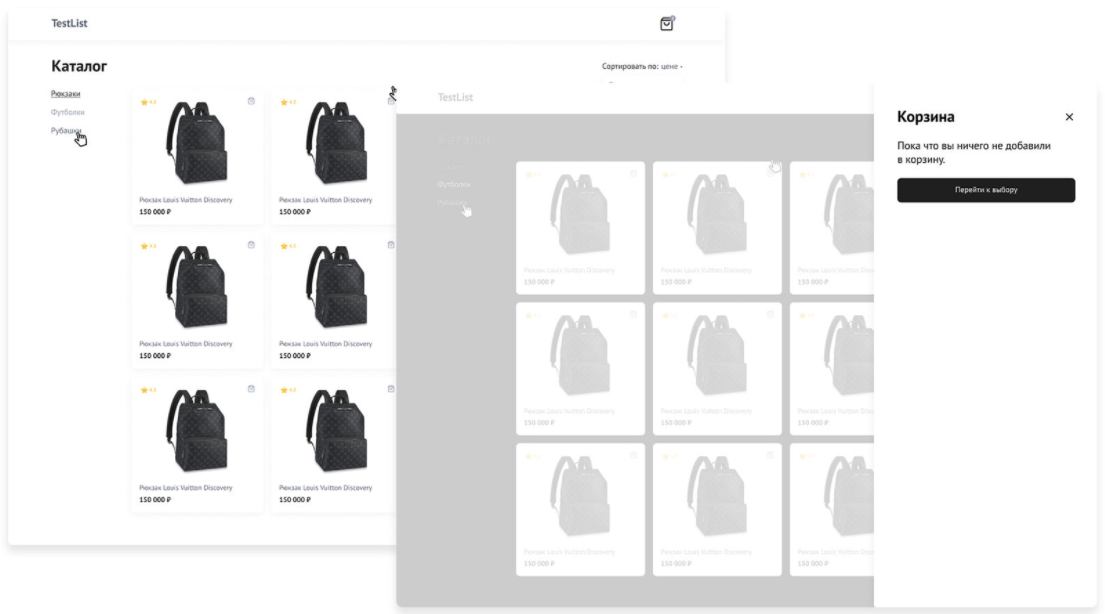 TestList
Каталог
Сортировать по: цене
Рюкзаки
Футболки
Рубашки
4.5
4.5
Рюкзак Louis Vuitton Discovery
150 000 ₽
Рюкзак Louis Vuitton Discovery
150 000 ₽
4.5
4.5
Рюкзак Louis Vuitton Discovery
150 000 ₽
Рюкзак Louis Vuitton Discovery
150 000 ₽
4.5
4.5
Рюкзак Louis Vuitton Discovery
150 000 ₽
Рюкзак Louis Vuitton Discovery
150 000 ₽
TestList
Каталог
Футболки
Рубашки
Рюкзак Louis Vuitton Discovery
150 000 ₽
Рюкзак Louis Vuitton Discovery
150 000 ₽
Рюкзак Louis Vuitton
150 000 ₽
Рюкзак Louis Vuitton Discovery
150 000 ₽
Рюкзак Louis Vuitton Discovery
150 000 ₽
Рюкзак Louis Vuitton
150 000 ₽
Рюкзак Louis Vuitton Discovery
150 000 ₽
Рюкзак Louis Vuitton Discovery
150 000 ₽
Рюкзак Louis Vuitton
150 000 ₽
Корзина
Пока что вы ничего не добавили
в корзину.
Перейти к выбору